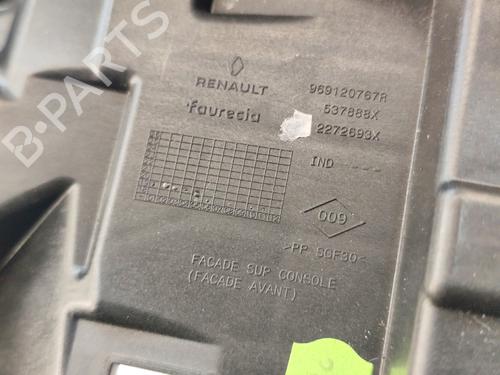 B-PARTS
RENAULT
faurecia
969120767R
537888X
2272693X
IND ----
009
>PP SGF30<
FACADE SUP CONSOLE
(FACADE AVANT)